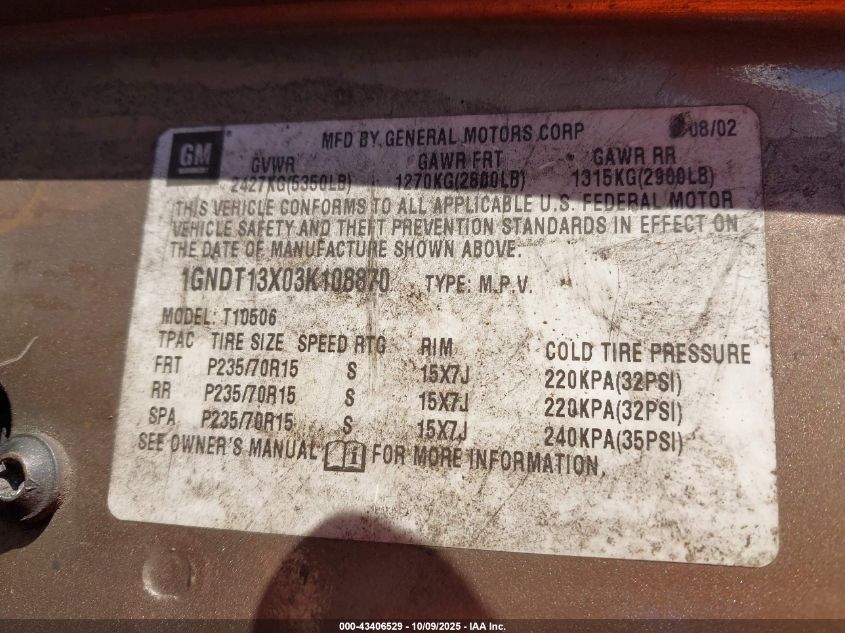 GM
MFD BY GENERAL MOTORS CORP 08/02
GVWR GAWR FRT GAWR RR
2427KG(5350LB) 1270KG(2800LB) 1315KG(2900LB)
THIS VEHICLE CONFORMS TO ALL APPLICABLE U.S. FEDERAL MOTOR
VEHICLE SAFETY AND THEFT PREVENTION STANDARDS IN EFFECT ON
THE DATE OF MANUFACTURE SHOWN ABOVE.
1GNDT13X03K108870 TYPE: M.P.V.
MODEL: T10506
TPAC TIRE SIZE SPEED RTG RIM COLD TIRE PRESSURE
FRT P235/70R15 S 15X7J 220KPA(32PSI)
RR P235/70R15 S 15X7J 220KPA(32PSI)
SPA P235/70R15 S 15X7J 240KPA(35PSI)
SEE OWNER'S MANUAL FOR MORE INFORMATION.
000-43406529 - 10/09/2025 - IAA Inc.